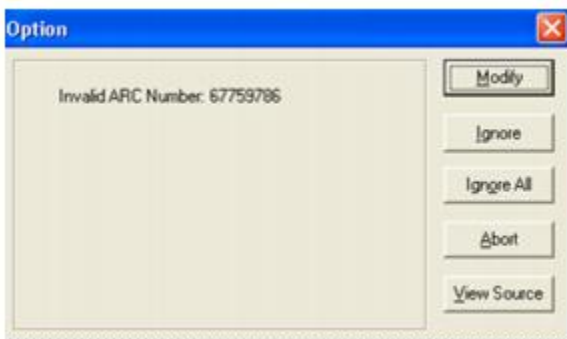 Option
Invalid ARC Number: 67759786
Modify
Ignore
Ignore All
Abort
View Source